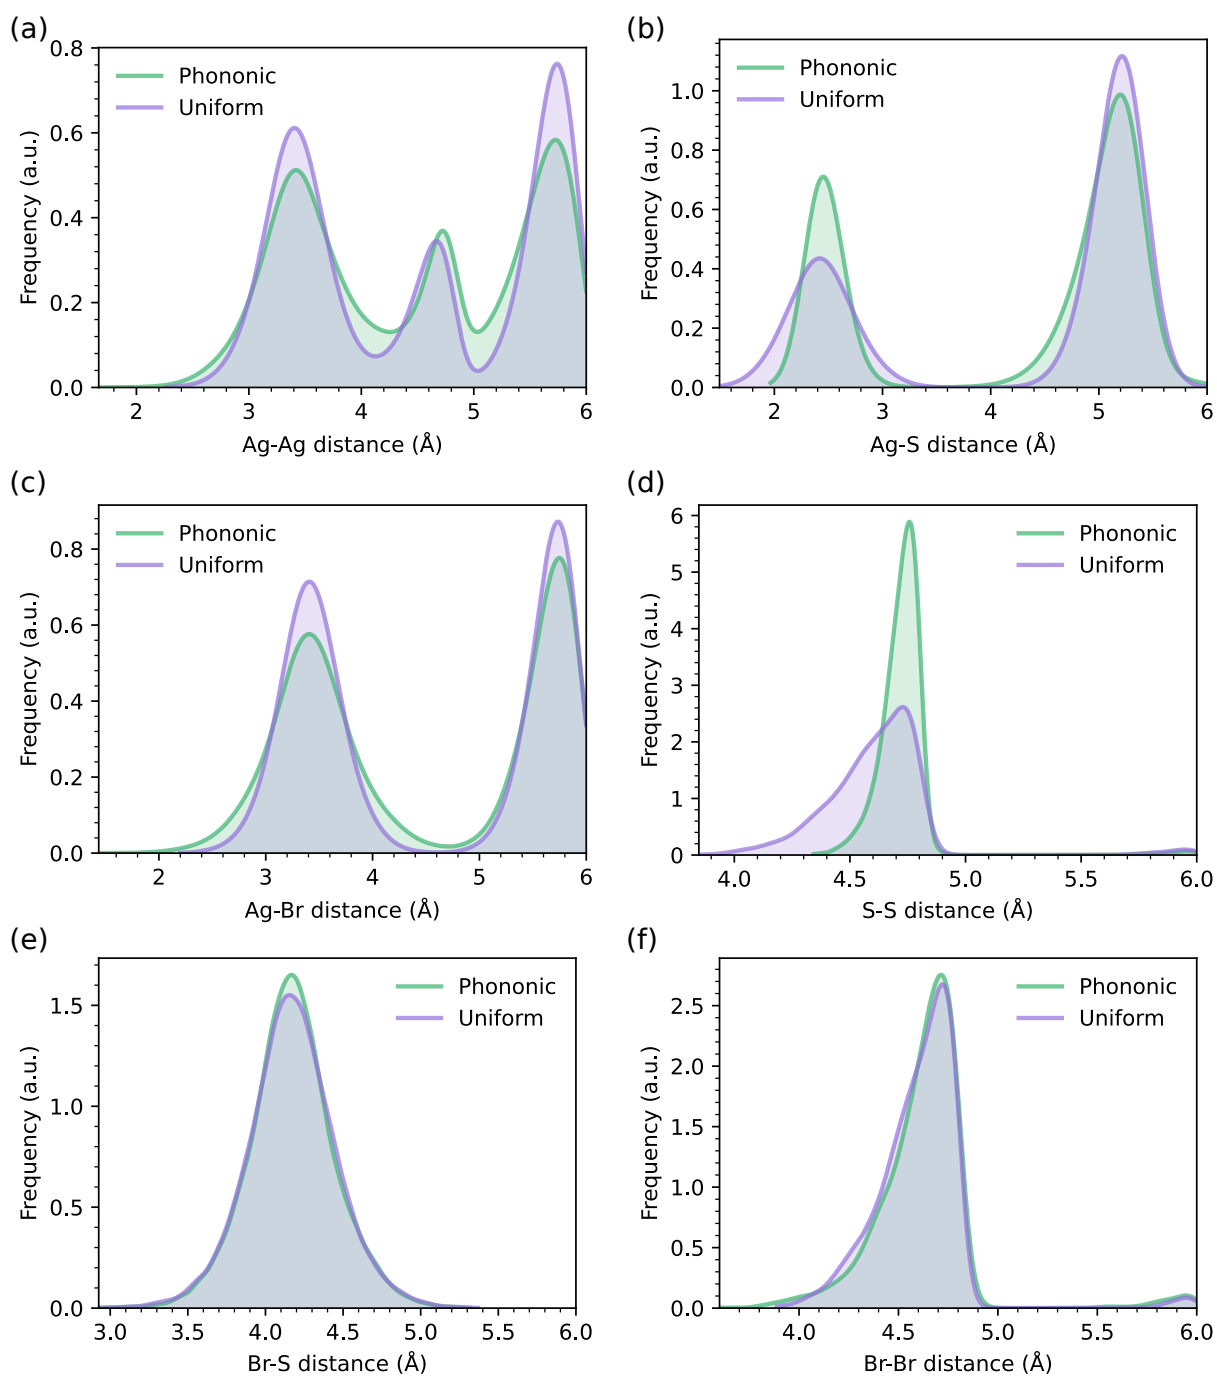 (a)
0.8
0.6
0.4
0.2
0.0
Frequency (a.u.)
Phononic
Uniform
2 3 4 5 6
Ag-Ag distance (Å)
(b)
1.0
0.8
0.6
0.4
0.2
0.0
Frequency (a.u.)
Phononic
Uniform
2 3 4 5 6
Ag-S distance (Å)
(c)
0.8
0.6
0.4
0.2
0.0
Frequency (a.u.)
Phononic
Uniform
2 3 4 5 6
Ag-Br distance (Å)
(d)
6
5
4
3
2
1
0
Frequency (a.u.)
Phononic
Uniform
4.0 4.5 5.0 5.5 6.0
S-S distance (Å)
(e)
1.5
1.0
0.5
0.0
Frequency (a.u.)
Phononic
Uniform
3.0 3.5 4.0 4.5 5.0 5.5 6.0
Br-S distance (Å)
(f)
2.5
2.0
1.5
1.0
0.5
0.0
Frequency (a.u.)
Phononic
Uniform
4.0 4.5 5.0 5.5 6.0
Br-Br distance (Å)